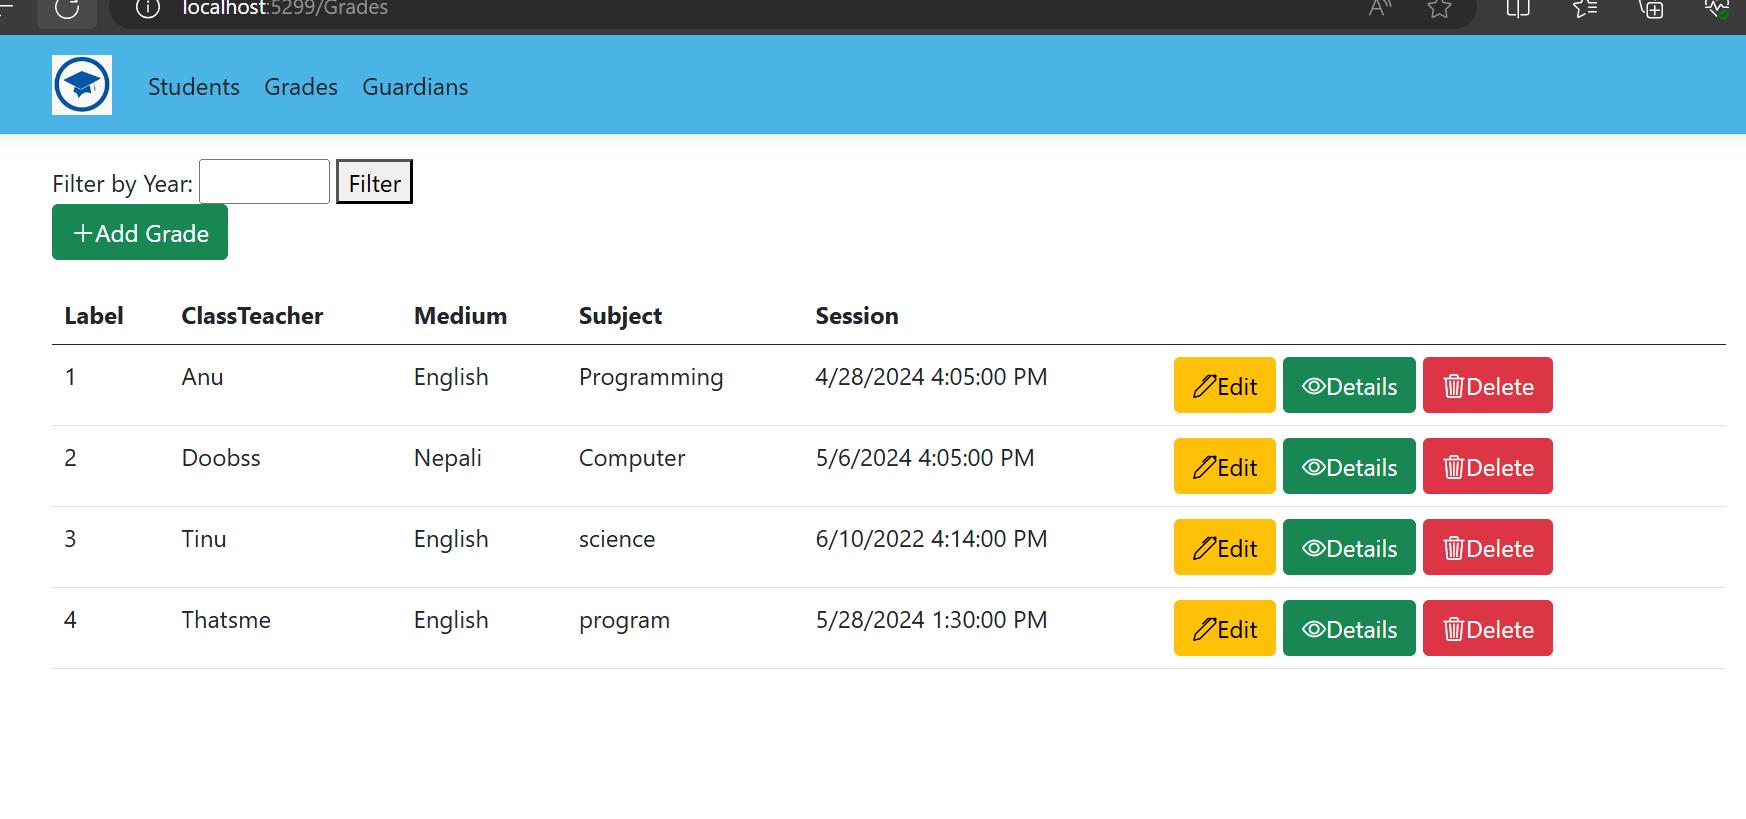 localhost:5299/Grades
Students Grades Guardians
Filter by Year: Filter
Add Grade
Label ClassTeacher Medium Subject Session
1 Anu English Programming 4/28/2024 4:05:00 PM Edit Details Delete
2 Doobss Nepali Computer 5/6/2024 4:05:00 PM Edit Details Delete
3 Tinu English science 6/10/2022 4:14:00 PM Edit Details Delete
4 Thatsme English program 5/28/2024 1:30:00 PM Edit Details Delete